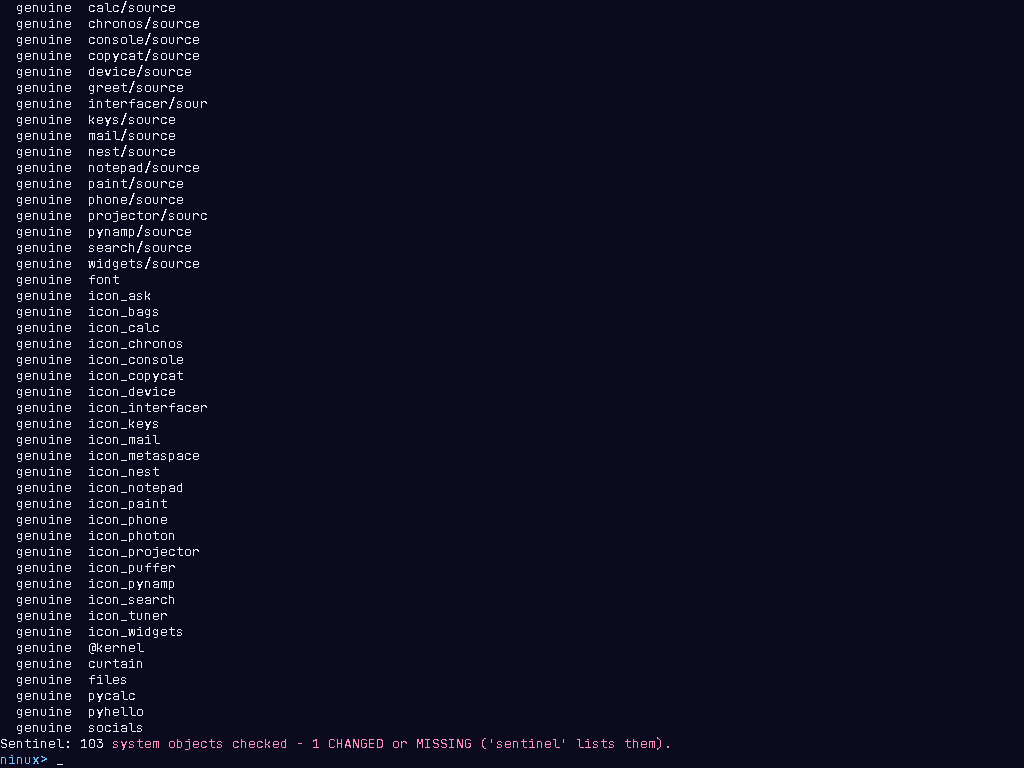 genuine  calc/source
genuine  chronos/source
genuine  console/source
genuine  copycat/source
genuine  device/source
genuine  greet/source
genuine  interfacer/sour
genuine  keys/source
genuine  mail/source
genuine  nest/source
genuine  notepad/source
genuine  paint/source
genuine  phone/source
genuine  projector/sourc
genuine  pynamp/source
genuine  search/source
genuine  widgets/source
genuine  font
genuine  icon_ask
genuine  icon_bags
genuine  icon_calc
genuine  icon_chronos
genuine  icon_console
genuine  icon_copycat
genuine  icon_device
genuine  icon_interfacer
genuine  icon_keys
genuine  icon_mail
genuine  icon_metaspace
genuine  icon_nest
genuine  icon_notepad
genuine  icon_paint
genuine  icon_phone
genuine  icon_photon
genuine  icon_projector
genuine  icon_puffer
genuine  icon_pynamp
genuine  icon_search
genuine  icon_tuner
genuine  icon_widgets
genuine  @kernel
genuine  curtain
genuine  files
genuine  pycalc
genuine  pyhello
genuine  socials
Sentinel: 103 system objects checked - 1 CHANGED or MISSING ('sentinel' lists them).
ninux> _